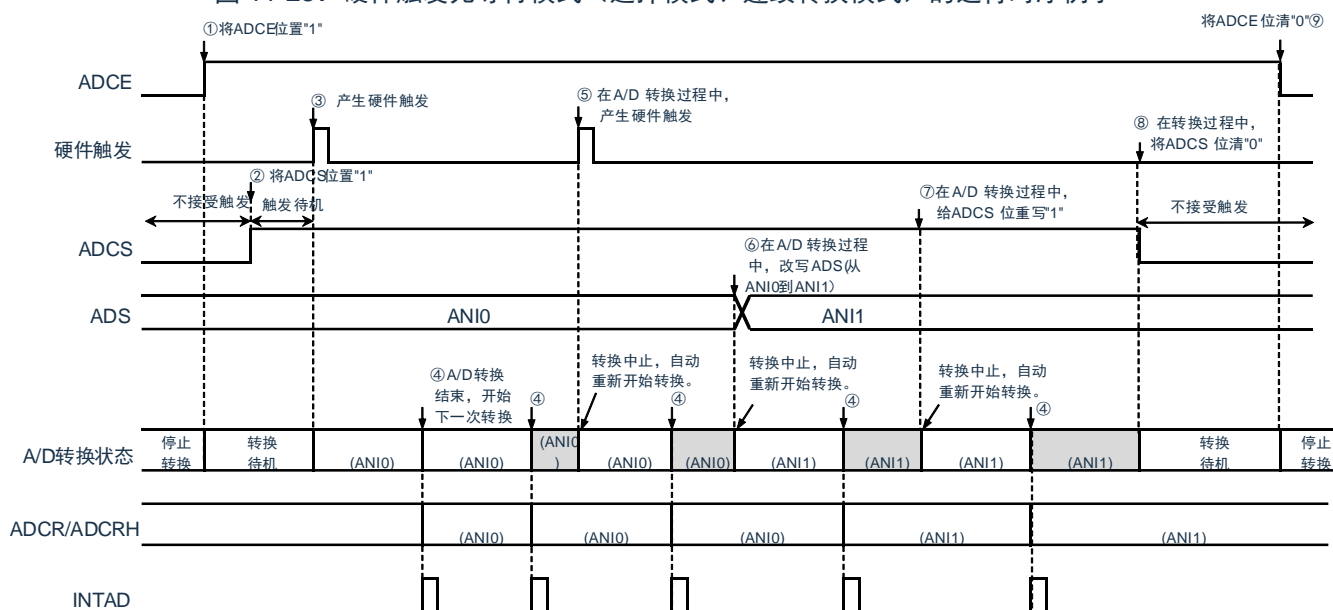 ①将ADCE位置"1"
将ADCE 位清"0"⑨
ADCE
③ 产生硬件触发
⑤ 在A/D 转换过程中，
产生硬件触发
⑧ 在转换过程中，
将ADCS 位清"0"
硬件触发
② 将ADCS位置"1"
不接受触发
触发待机
⑦在A/D 转换过程中，
给ADCS 位重写"1"
不接受触发
ADCS
⑥在A/D 转换过程
中，改写ADS(从
ANI0到ANI1）
ADS
ANI0
ANI1
④A/D转换
结束，开始
下一次转换
④
转换中止，自动
重新开始转换。
④
转换中止，自动
重新开始转换。
④
转换中止，自动
重新开始转换。
④
A/D转换状态
停止
转换
转换
待机
(ANI0)
(ANI0)
(ANI0
)
(ANI0)
(ANI0)
(ANI1)
(ANI1)
(ANI1)
(ANI1)
转换
待机
停止
转换
ADCR/ADCRH
(ANI0)
(ANI0)
(ANI0)
(ANI1)
(ANI1)
INTAD